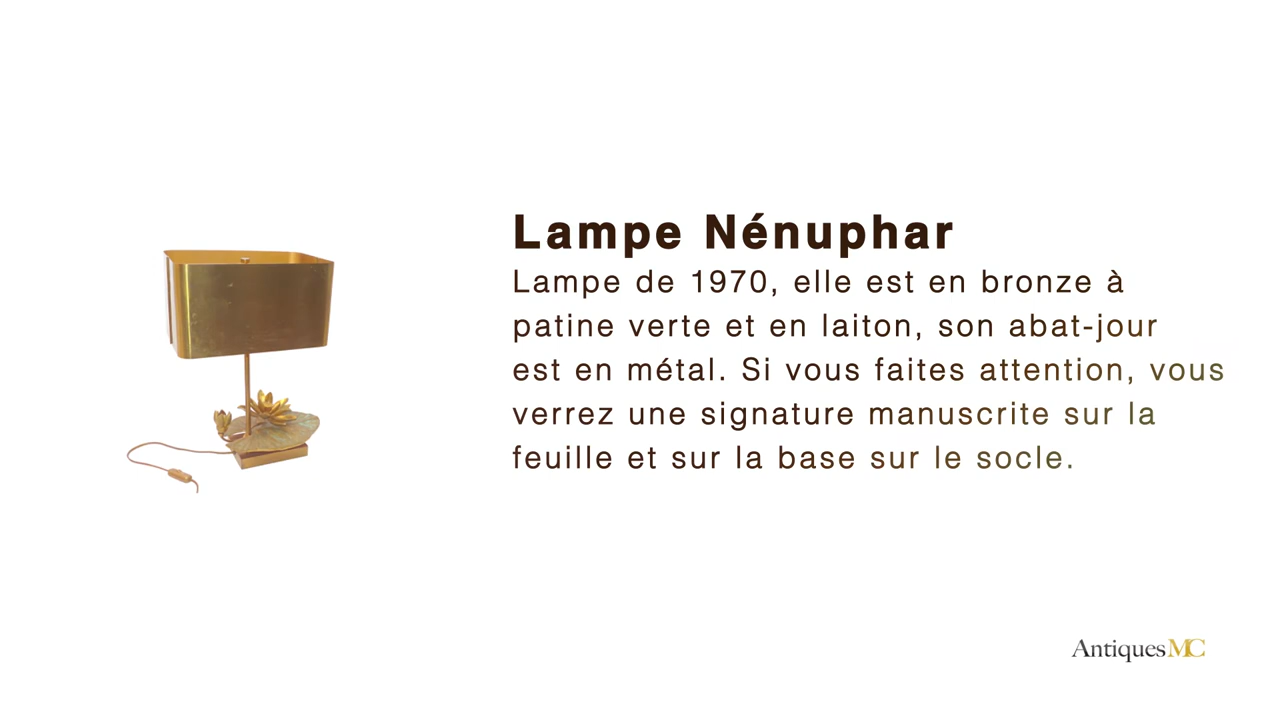 Lampe Nénuphar
Lampe de 1970, elle est en bronze à
patine verte et en laiton, son abat-jour
est en métal. Si vous faites attention, vous
verrez une signature manuscrite sur la
feuille et sur la base sur le socle.
AntiquesMC